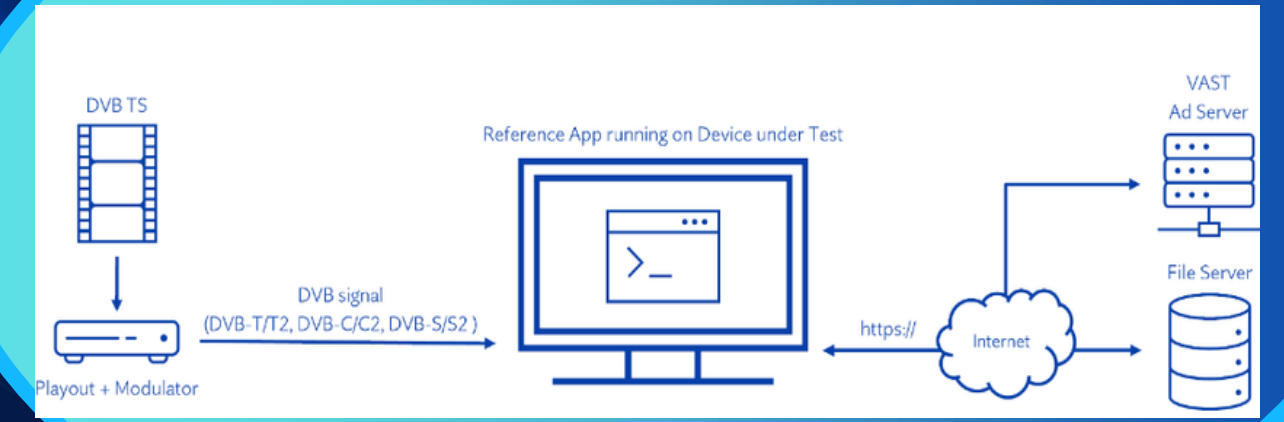 DVB TS
VAST
Ad Server
Reference App running on Device under Test
>_
File Server
DVB signal
(DVB-T/T2, DVB-C/C2, DVB-S/S2 )
https://
Internet
Playout + Modulator